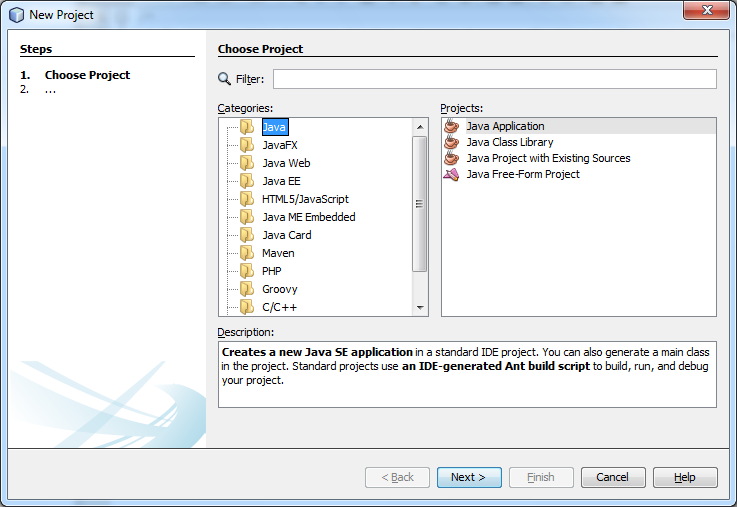 New Project
Steps
1. Choose Project
2. ...
Choose Project
Filter:
Categories:
Java
JavaFX
Java Web
Java EE
HTML5/JavaScript
Java ME Embedded
Java Card
Maven
PHP
Groovy
C/C++
Projects:
Java Application
Java Class Library
Java Project with Existing Sources
Java Free-Form Project
Description:
Creates a new Java SE application in a standard IDE project. You can also generate a main class
in the project. Standard projects use an IDE-generated Ant build script to build, run, and debug
your project.
< Back
Next >
Finish
Cancel
Help